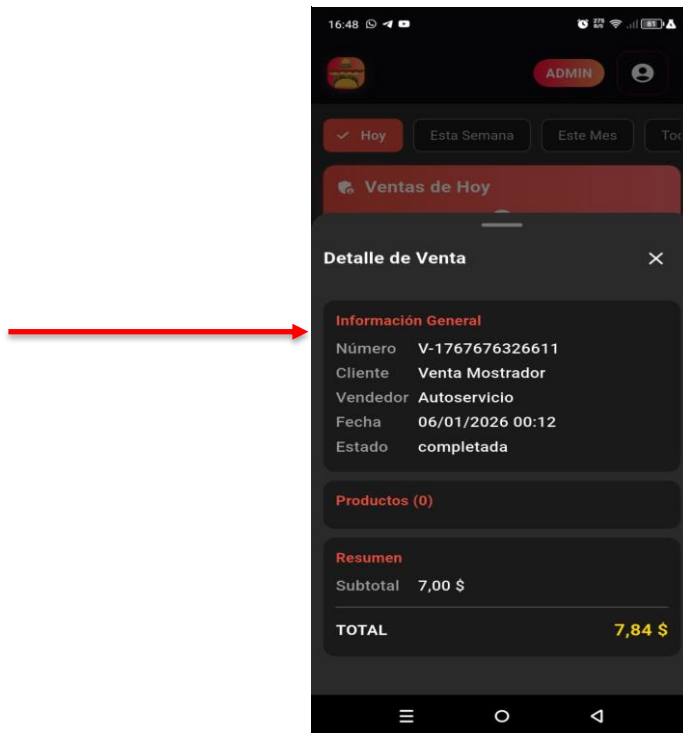 16:48
275 B/S
81
ADMIN
Hoy
Esta Semana
Este Mes
Ventas de Hoy
Detalle de Venta
Información General
Número V-1767676326611
Cliente Venta Mostrador
Vendedor Autoservicio
Fecha 06/01/2026 00:12
Estado completada
Productos (0)
Resumen
Subtotal 7,00 $
TOTAL 7,84 $